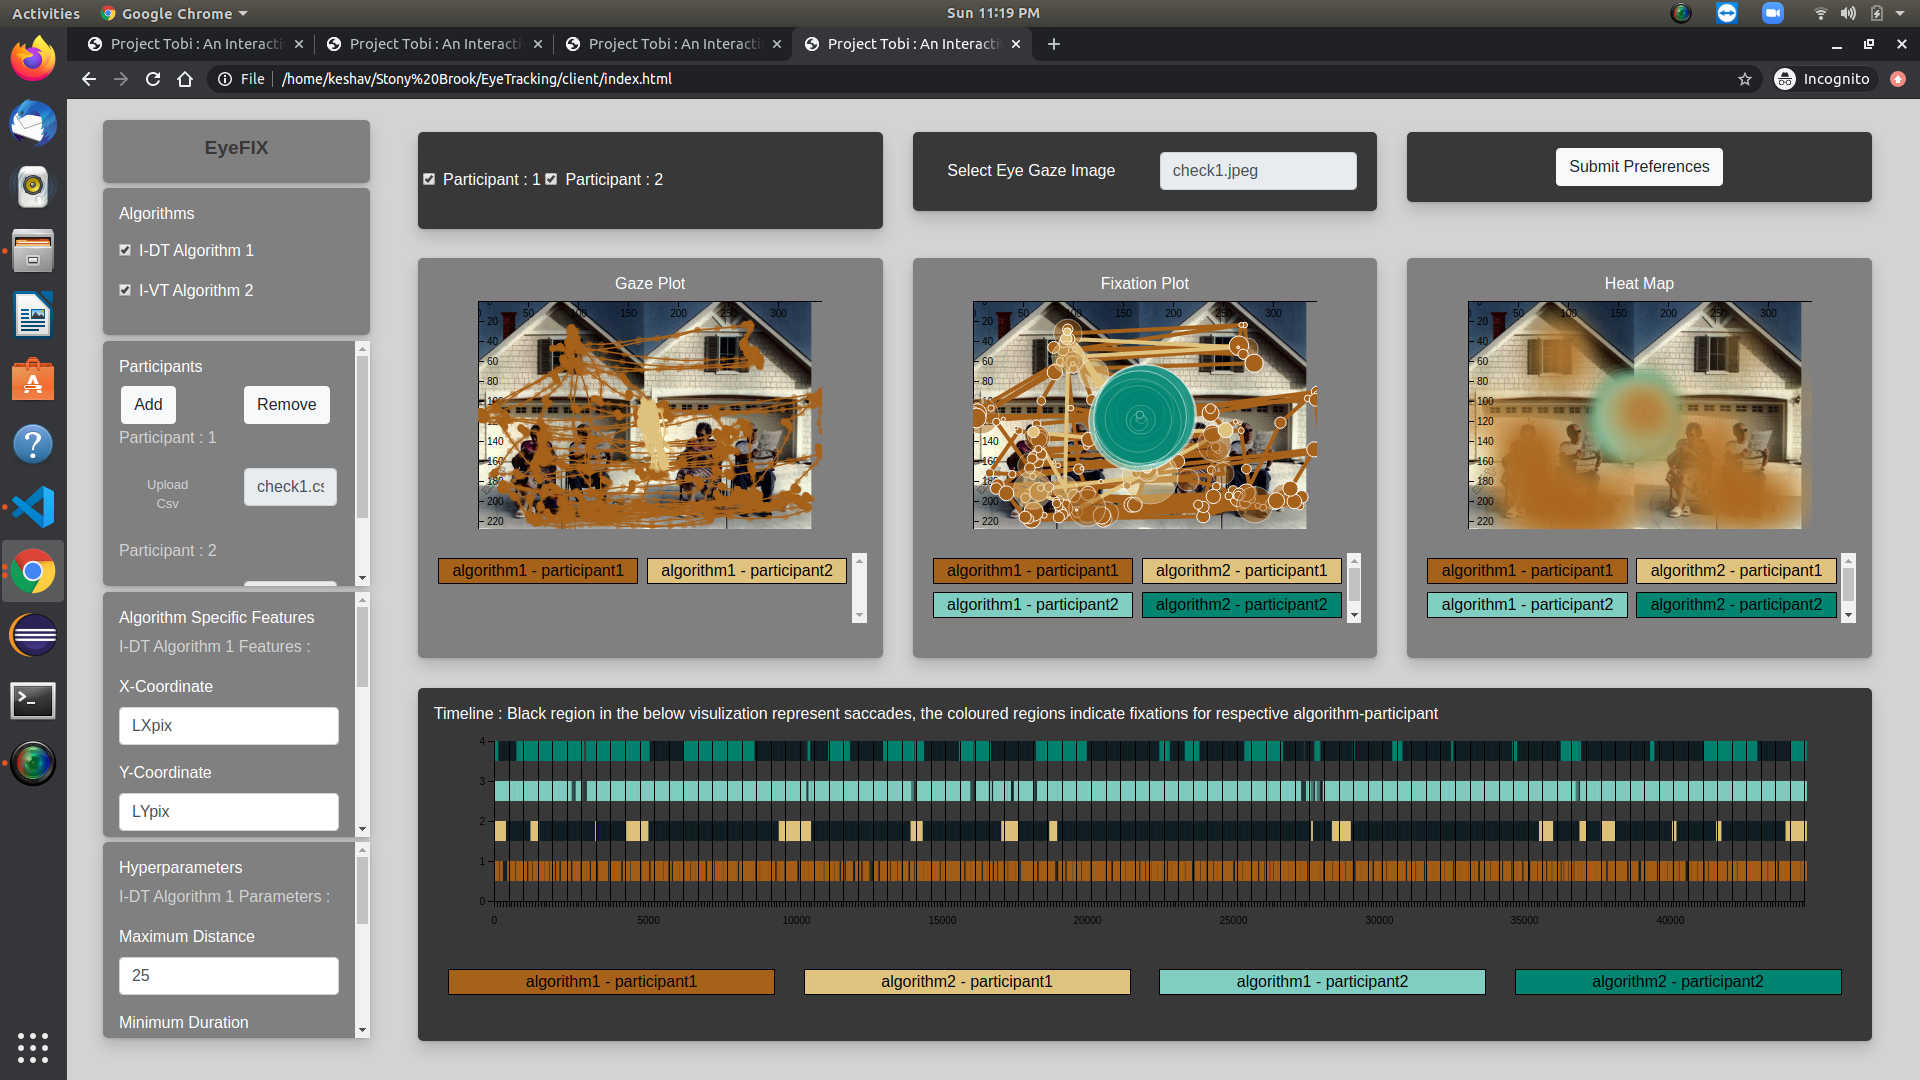 Activities Google Chrome Sun 11:19 PM
Project Tobi : An Interacti Project Tobi : An Interacti Project Tobi : An Interacti Project Tobi : An Interacti
File /home/keshav/Stony%20Brook/EyeTracking/client/index.html Incognito
EyeFIX
Algorithms
I-DT Algorithm 1
I-VT Algorithm 2
Participants
Add Remove
Participant : 1
Upload
Csv
check1.cs
Participant : 2
Algorithm Specific Features
I-DT Algorithm 1 Features :
X-Coordinate
LXpix
Y-Coordinate
LYpix
Hyperparameters
I-DT Algorithm 1 Parameters :
Maximum Distance
25
Minimum Duration
Participant : 1 Participant : 2
Select Eye Gaze Image check1.jpeg
Submit Preferences
Gaze Plot
0 50 100 150 200 250 300
20
40
60
80
100
120
140
160
180
200
220
algorithm1 - participant1 algorithm1 - participant2
Fixation Plot
0 50 100 150 200 250 300
20
40
60
80
100
120
140
160
180
200
220
algorithm1 - participant1 algorithm2 - participant1
algorithm1 - participant2 algorithm2 - participant2
Heat Map
0 50 100 150 200 250 300
20
40
60
80
100
120
140
160
180
200
220
algorithm1 - participant1 algorithm2 - participant1
algorithm1 - participant2 algorithm2 - participant2
Timeline : Black region in the below visulization represent saccades, the coloured regions indicate fixations for respective algorithm-participant
4
3
2
1
0
0 5000 10000 15000 20000 25000 30000 35000 40000
algorithm1 - participant1 algorithm2 - participant1 algorithm1 - participant2 algorithm2 - participant2